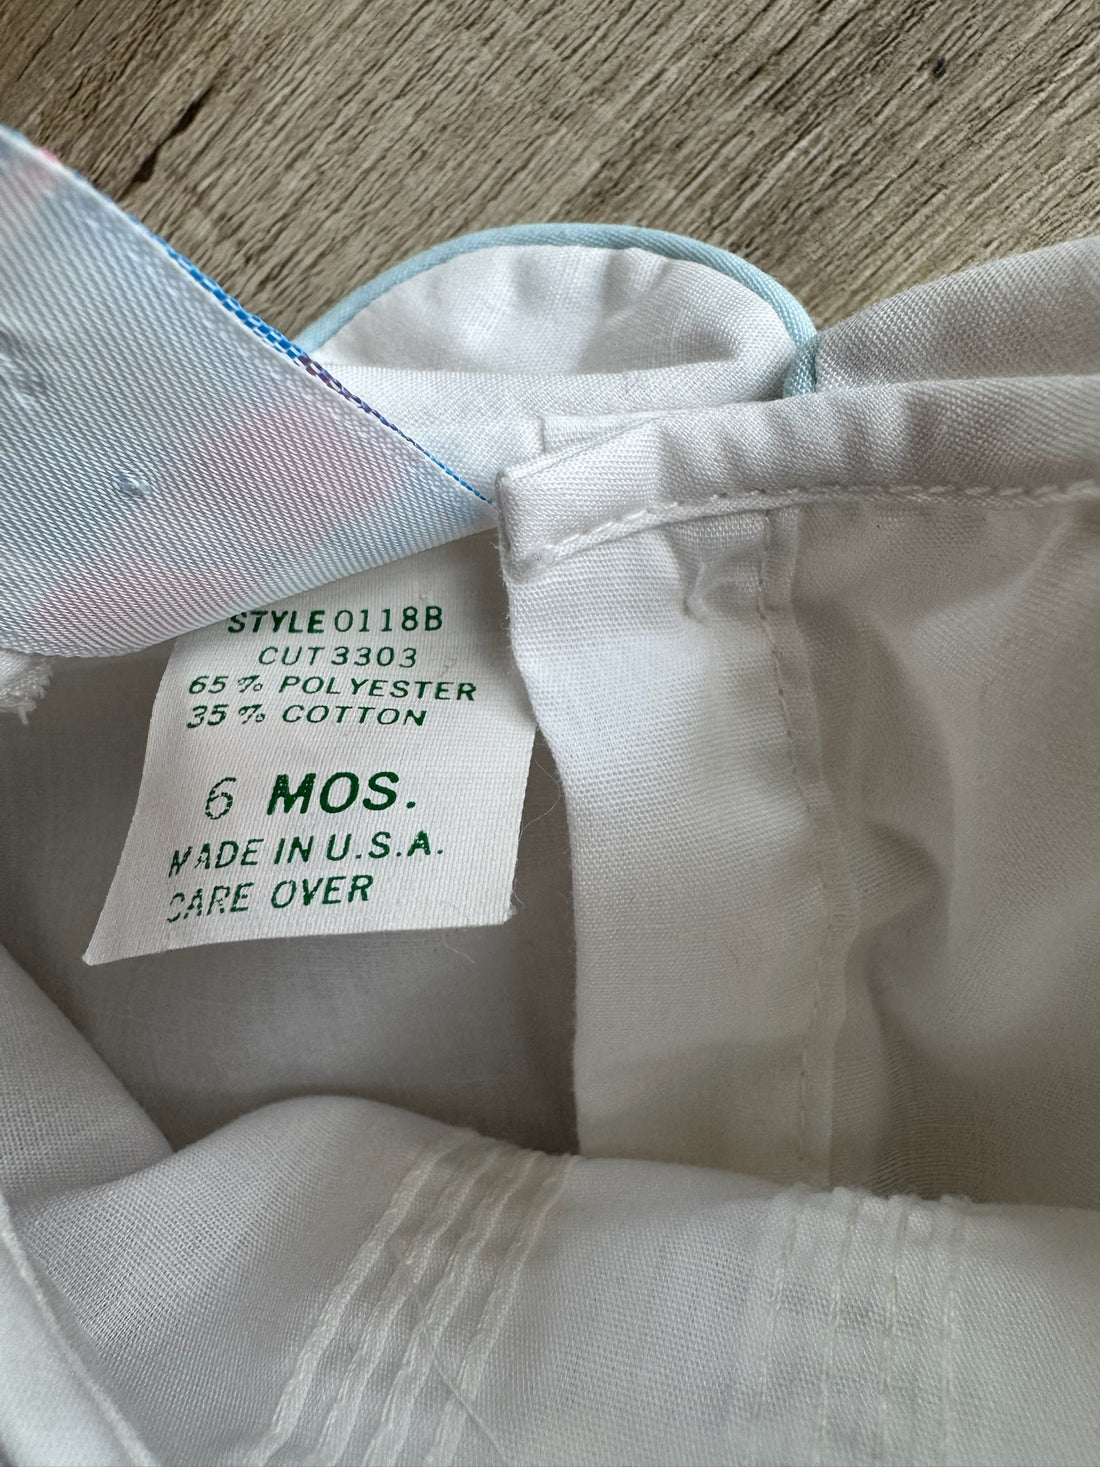 STYLE 0118B
CUT 3303
65% POLYESTER
35% COTTON
6 MOS.
MADE IN U.S.A.
CARE OVER